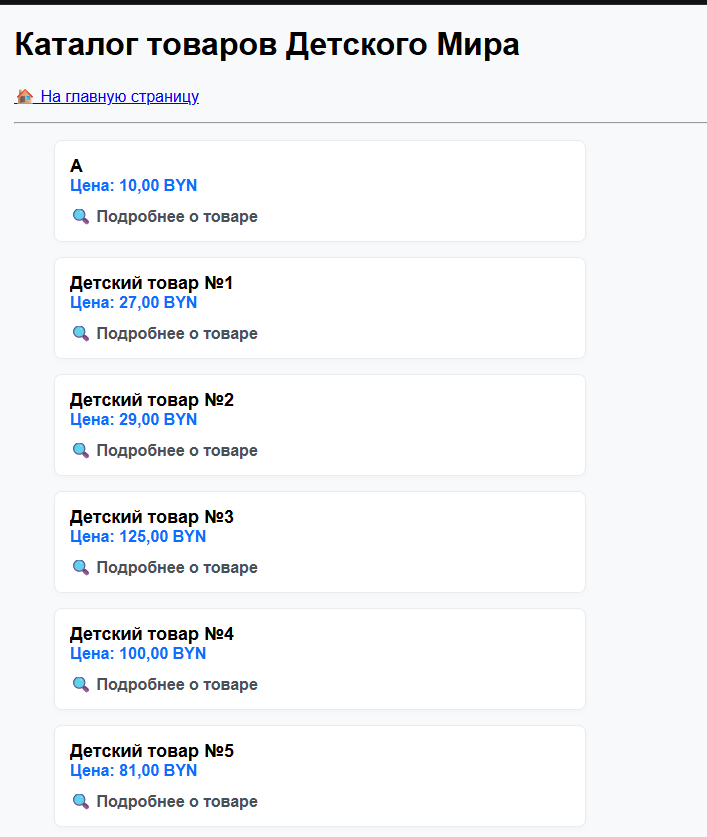 Каталог товаров Детского Мира
На главную страницу
А
Цена: 10,00 BYN
Подробнее о товаре
Детский товар №1
Цена: 27,00 BYN
Подробнее о товаре
Детский товар №2
Цена: 29,00 BYN
Подробнее о товаре
Детский товар №3
Цена: 125,00 BYN
Подробнее о товаре
Детский товар №4
Цена: 100,00 BYN
Подробнее о товаре
Детский товар №5
Цена: 81,00 BYN
Подробнее о товаре